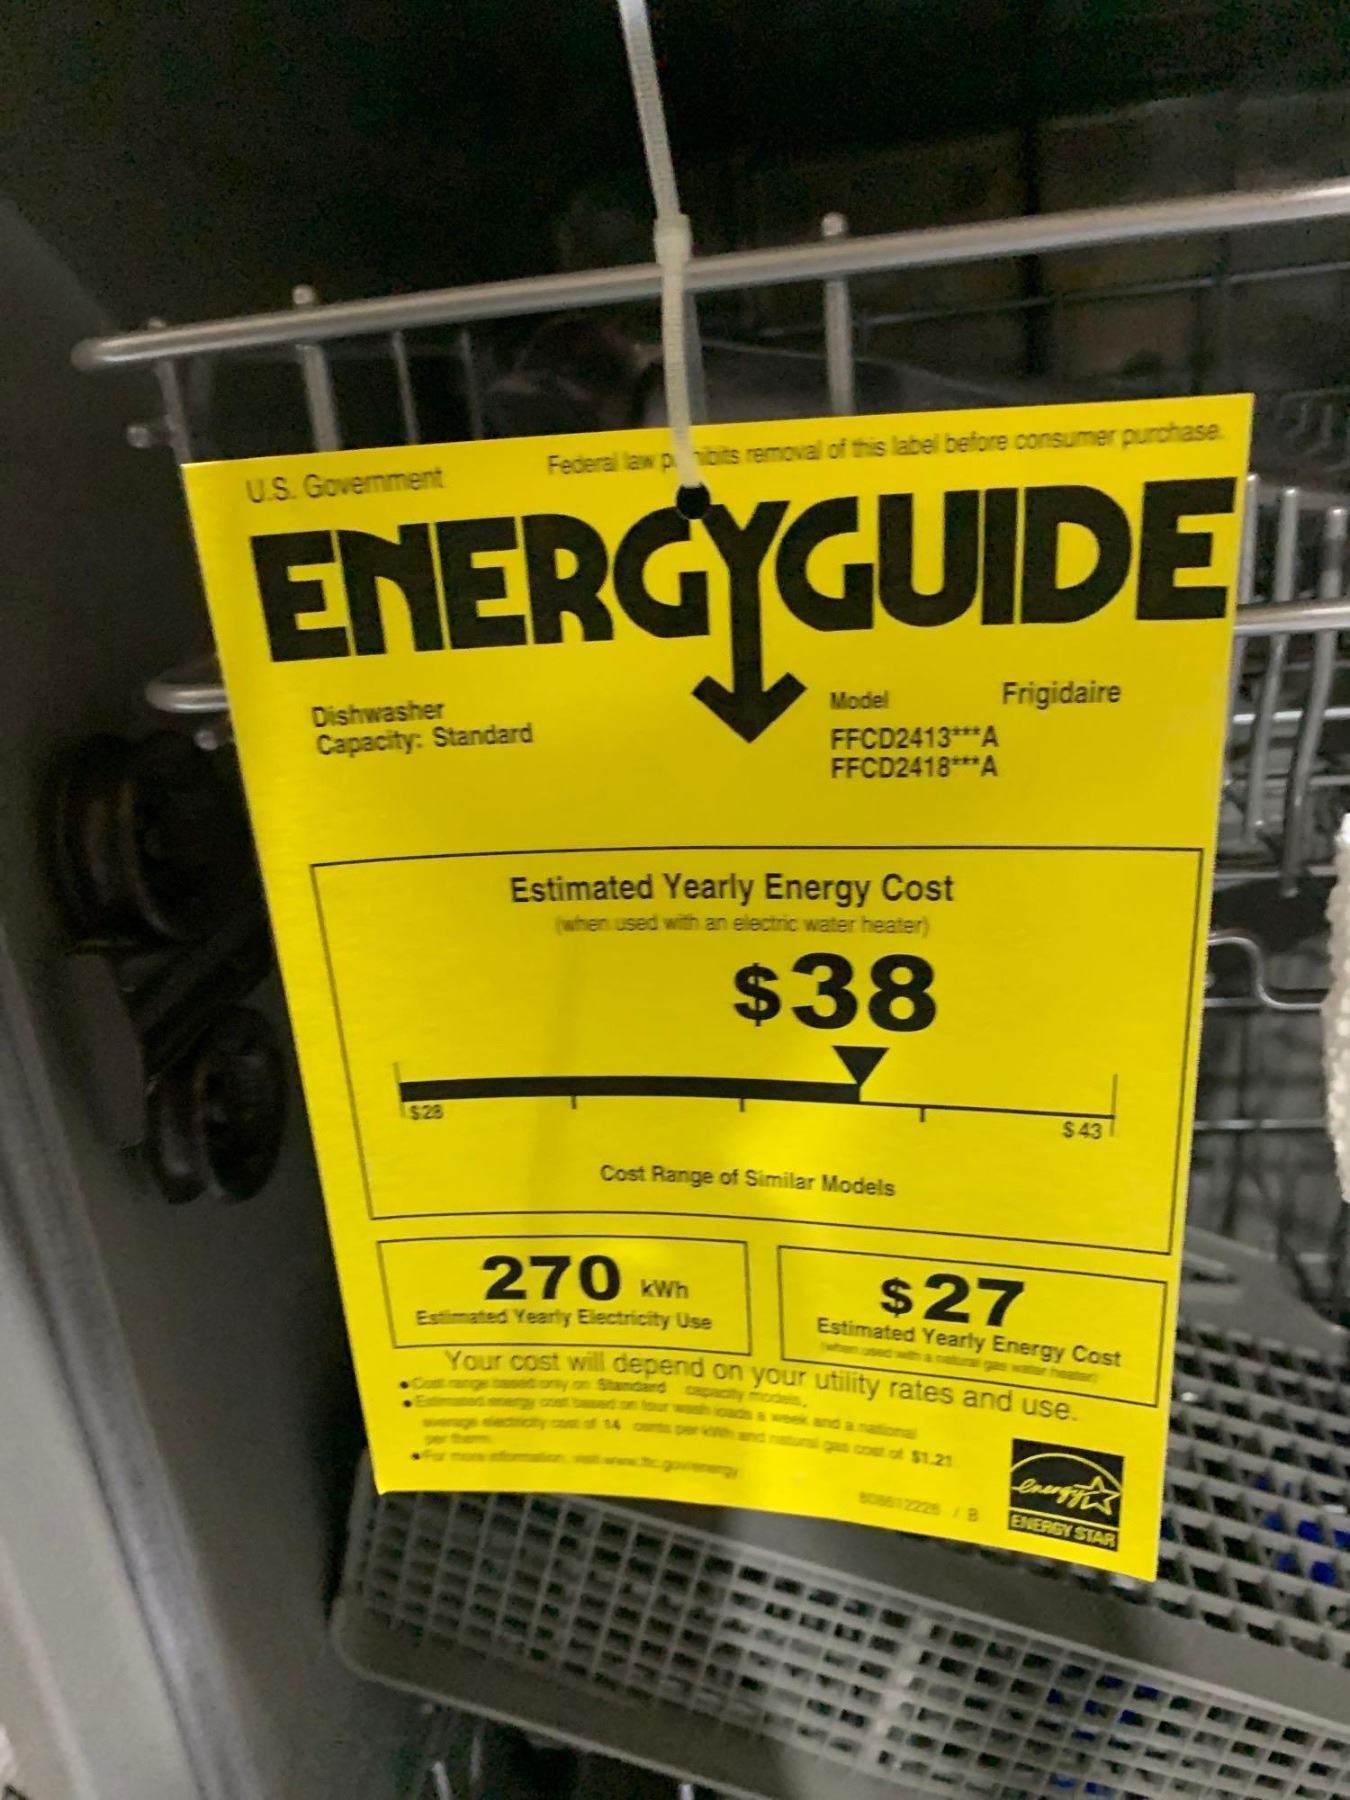 U.S. Government
Federal law prohibits removal of this label before consumer purchase.
ENERGYGUIDE
Dishwasher
Capacity: Standard
Model
Frigidaire
FFCD2413***A
FFCD2418***A
Estimated Yearly Energy Cost
(when used with an electric water heater)
$38
$28
$43
Cost Range of Similar Models
270 kWh
Estimated Yearly Electricity Use
$27
Estimated Yearly Energy Cost
(when used with a natural gas water heater)
Your cost will depend on your utility rates and use.
• Cost range based only on Standard capacity models.
• Estimated energy cost based on four wash loads a week and a national
average electricity cost of 14 cents per kWh and natural gas cost of $1.21
per therm.
• For more information, visit www.ftc.gov/energy.
808612228 / B
energy
ENERGY STAR